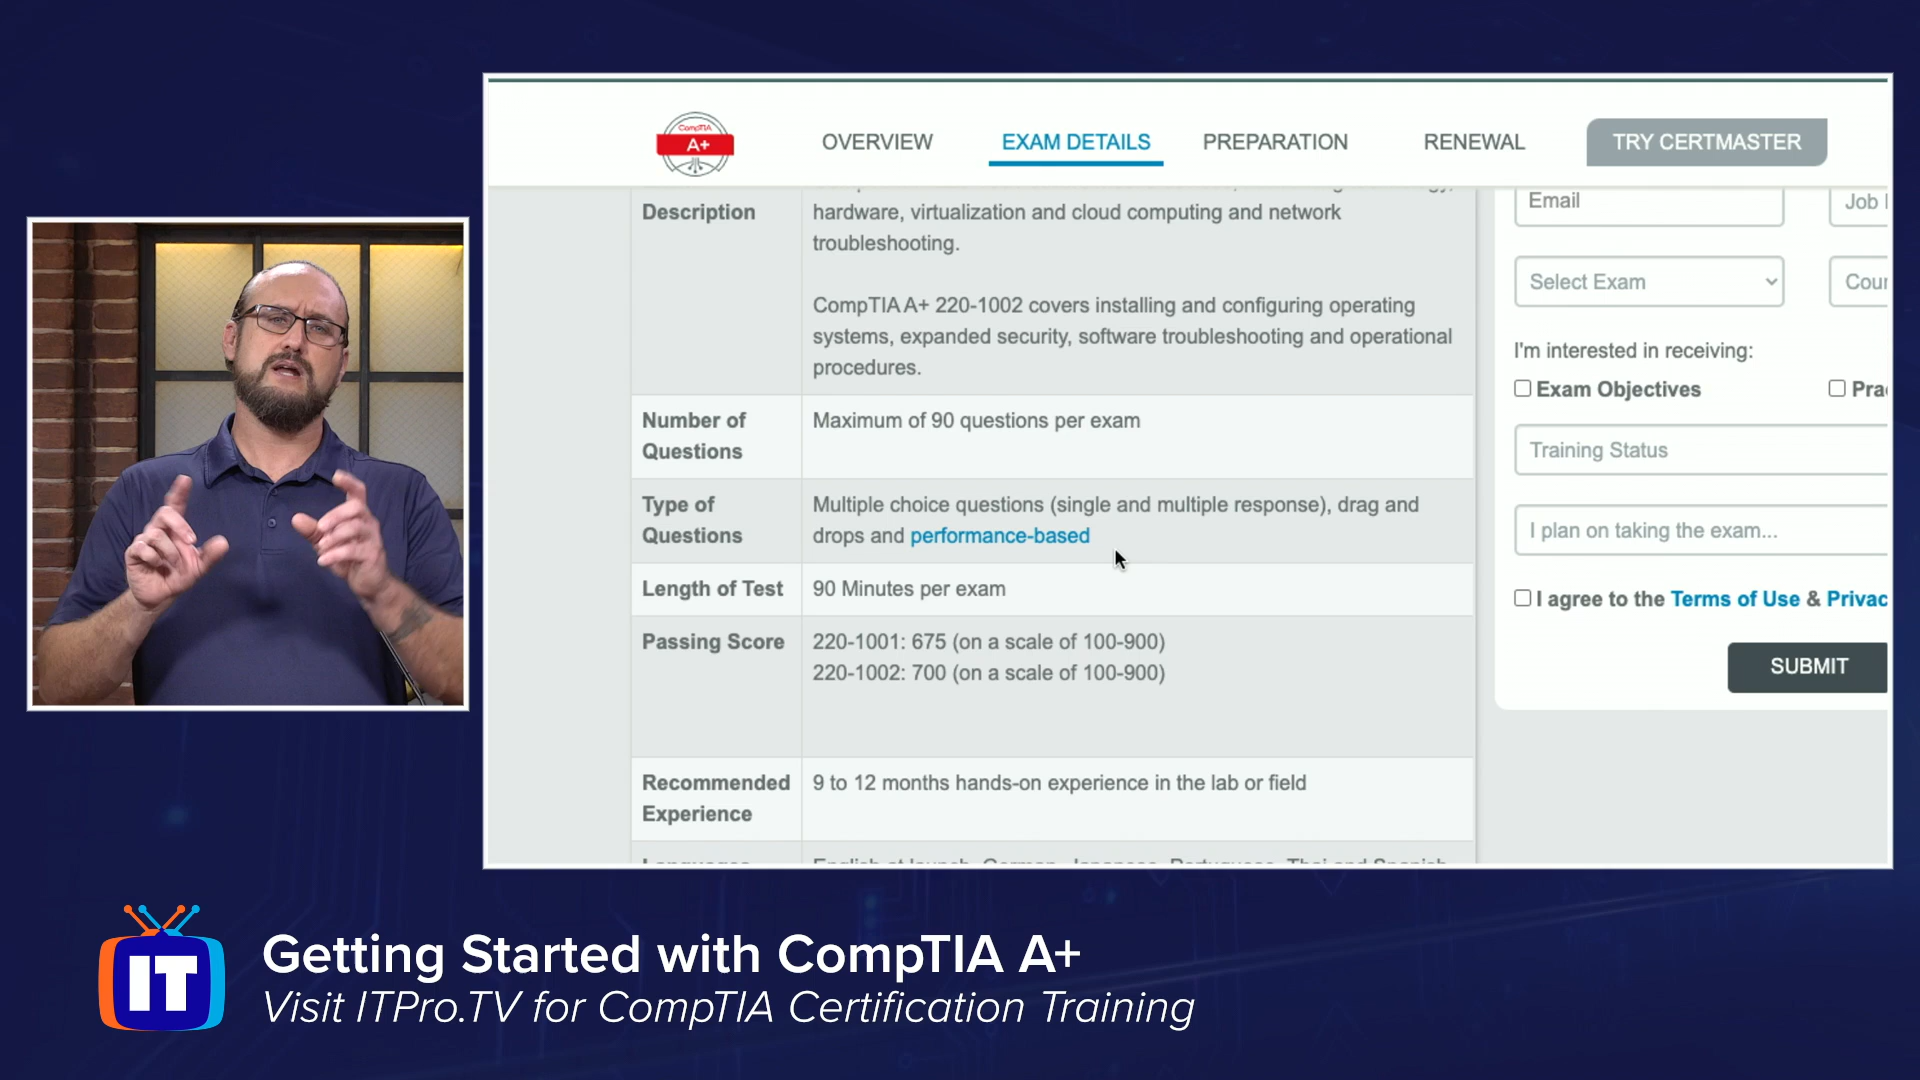 CompTIA
A+
OVERVIEW
EXAM DETAILS
PREPARATION
RENEWAL
TRY CERTMASTER
Description
hardware, virtualization and cloud computing and network
troubleshooting.
CompTIA A+ 220-1002 covers installing and configuring operating
systems, expanded security, software troubleshooting and operational
procedures.
Number of
Questions
Maximum of 90 questions per exam
Type of
Questions
Multiple choice questions (single and multiple response), drag and
drops and performance-based
Length of Test
90 Minutes per exam
Passing Score
220-1001: 675 (on a scale of 100-900)
220-1002: 700 (on a scale of 100-900)
Recommended
Experience
9 to 12 months hands-on experience in the lab or field
Email
Job
Select Exam
I'm interested in receiving:
Exam Objectives
Training Status
I plan on taking the exam...
I agree to the Terms of Use &
SUBMIT
IT
Getting Started with CompTIA A+
Visit ITPro.TV for CompTIA Certification Training